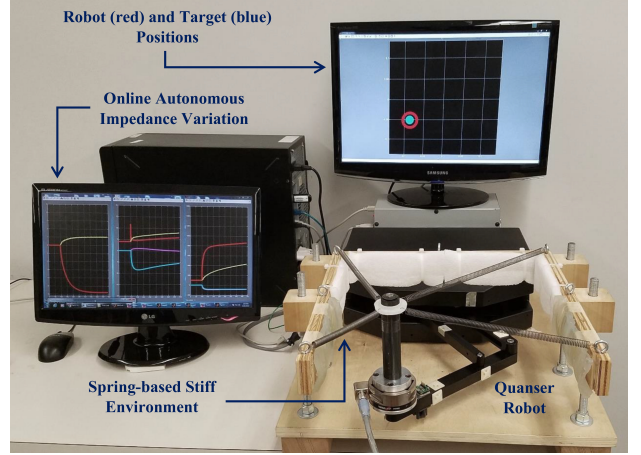 Robot (red) and Target (blue)
Positions
Online Autonomous
Impedance Variation
SAMSUNG
LG
Spring-based Stiff
Environment
Quanser
Robot